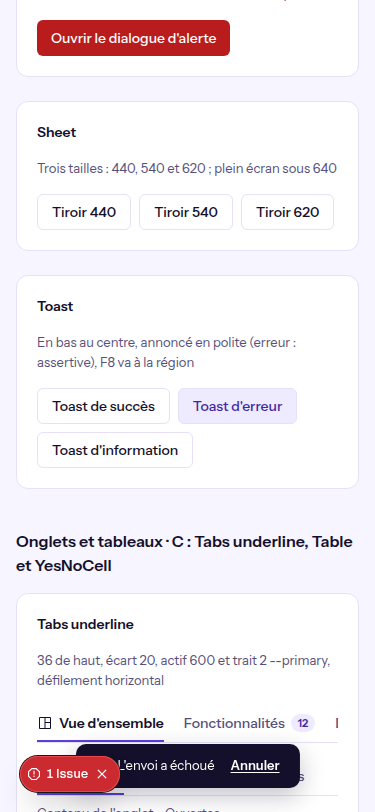 Ouvrir le dialogue d'alerte
Sheet
Trois tailles : 440, 540 et 620 ; plein écran sous 640
Tiroir 440
Tiroir 540
Tiroir 620
Toast
En bas au centre, annoncé en polite (erreur :
assertive), F8 va à la région
Toast de succès
Toast d'erreur
Toast d'information
Onglets et tableaux · C : Tabs underline, Table
et YesNoCell
Tabs underline
36 de haut, écart 20, actif 600 et trait 2 --primary,
défilement horizontal
Vue d'ensemble
Fonctionnalités 12
L'envoi a échoué
Annuler
1 Issue